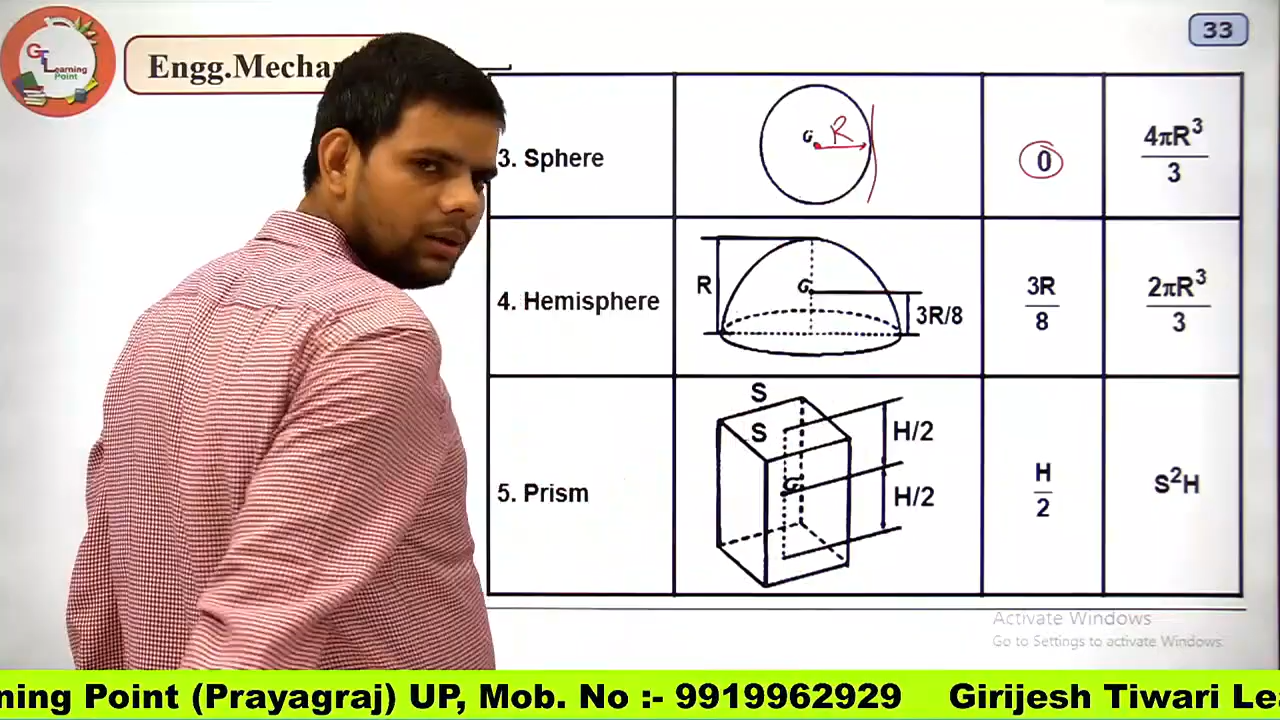 33
GTL
Learning
Point
Engg.Mechan
3. Sphere
G
R
0
4πR³
3
4. Hemisphere
R
G
3R/8
3R
8
2πR³
3
5. Prism
S
S
G
H/2
H/2
H
2
S²H
Activate Windows
Go to Settings to activate Windows.
ning Point (Prayagraj) UP, Mob. No :- 9919962929 Girijesh Tiwari Lea